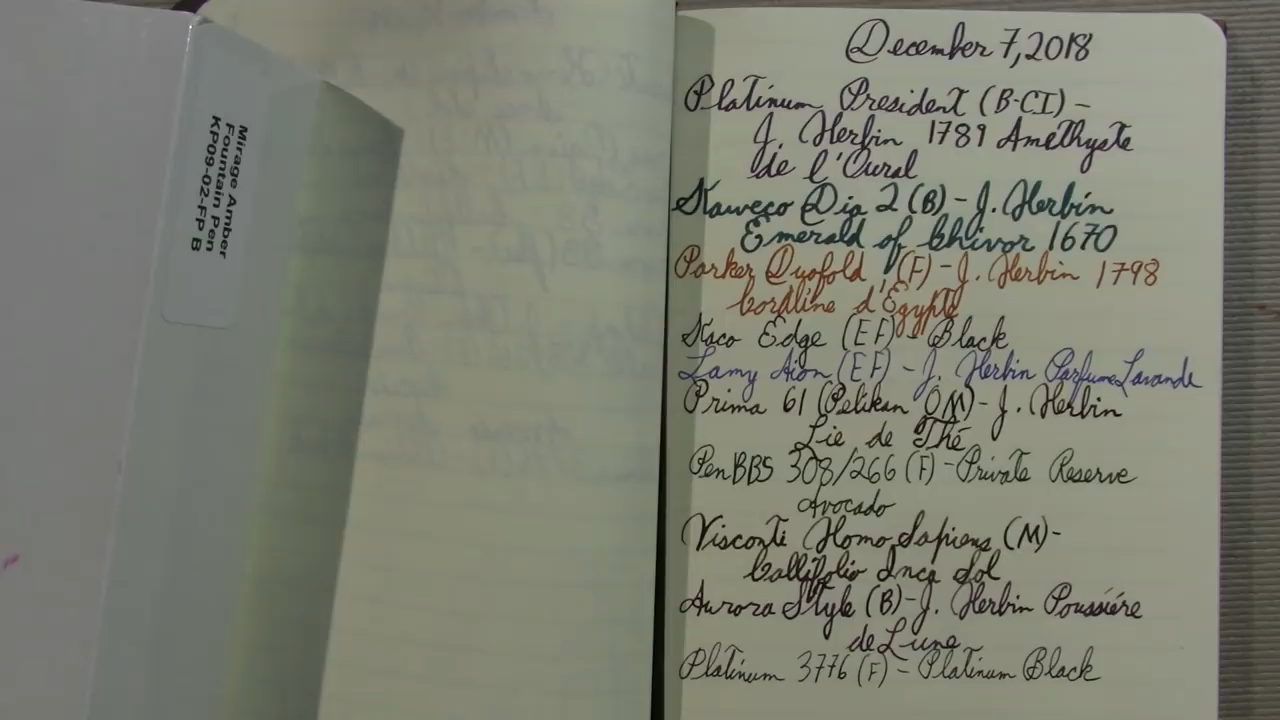 Mirage Amber
Fountain Pen
KP09-02-FP B
December 7, 2018
Platinum President (B-CI) -
J. Herbin 1789 Améthyste
de l'Oural
Kaweco Dia 2 (B) - J. Herbin
Emerald of Chivor 1670
Parker Duofold (F) - J. Herbin 1798
Cordline d'Egypte
Kaco Edge (EF) - Black
Lamy Aion (EF) - J. Herbin Parfume Lavande
Prima 61 (Pelikan OM) - J. Herbin
Lie de Thé
PenBBS 308/266 (F) - Private Reserve
Avocado
Visconti Homo Sapiens (M) -
Callifolio Inca Sol
Aurora Style (B) - J. Herbin Poussiére
de Lune
Platinum 3776 (F) - Platinum Black